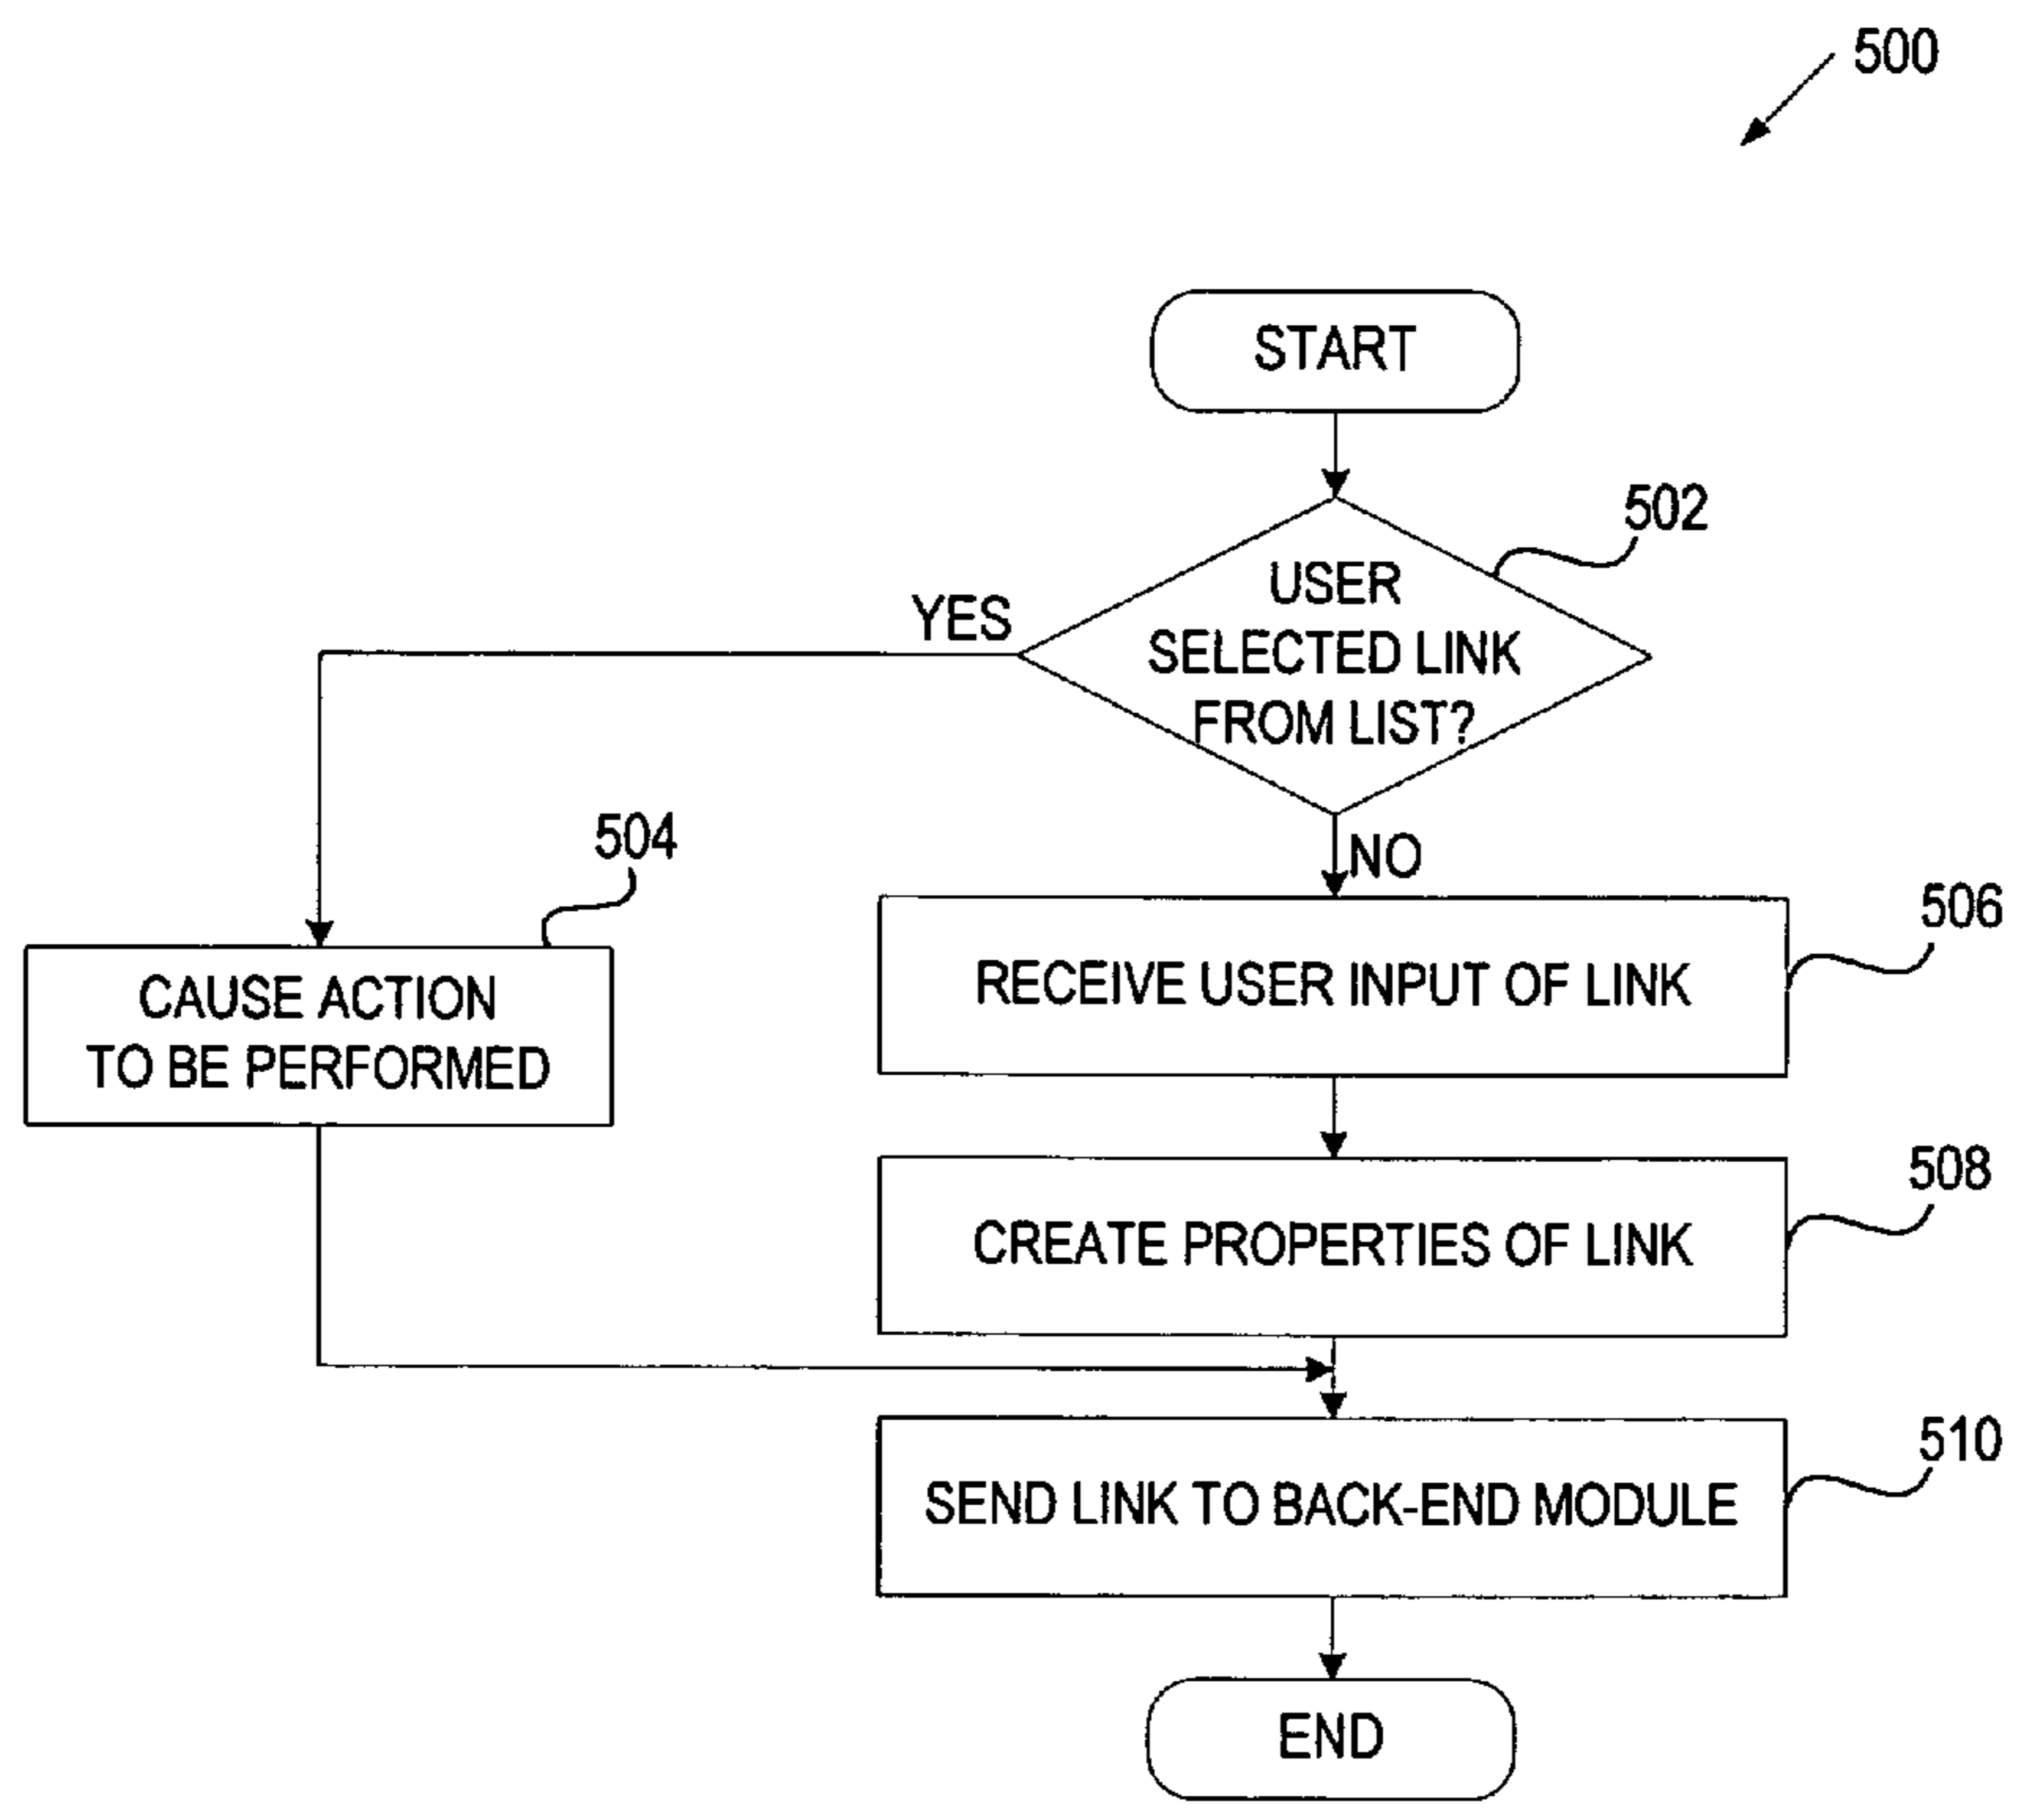 500
START
502
USER
SELECTED LINK
FROM LIST?
YES
NO
504
CAUSE ACTION
TO BE PERFORMED
506
RECEIVE USER INPUT OF LINK
508
CREATE PROPERTIES OF LINK
510
SEND LINK TO BACK-END MODULE
END